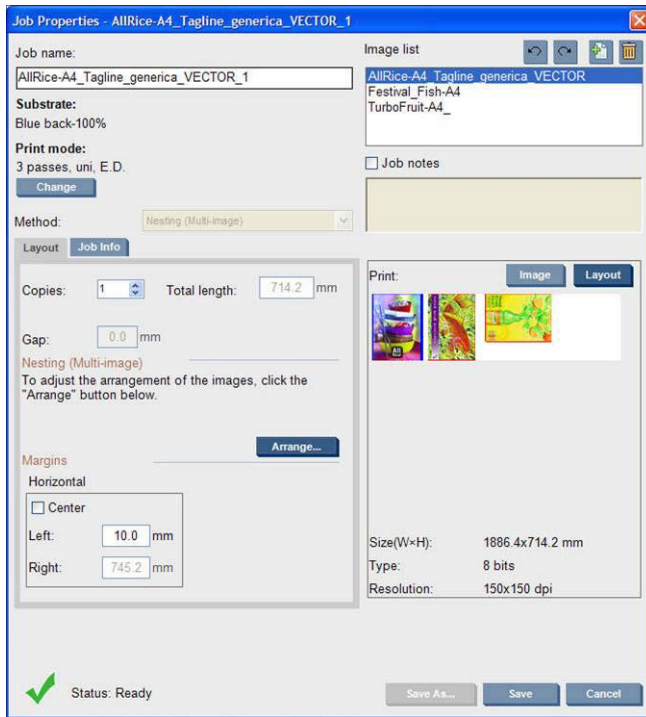 Job Properties - AllRice-A4_Tagline_generica_VECTOR_1
Job name:
AllRice-A4_Tagline_generica_VECTOR_1
Substrate:
Blue back-100%
Print mode:
3 passes, uni, E.D.
Change
Method:
Nesting (Multi-image)
Image list
AllRice-A4_Tagline_generica_VECTOR
Festival_Fish-A4
TurboFruit-A4_
Job notes
Layout
Job Info
Copies:
1
Total length:
714.2 mm
Gap:
0.0 mm
Nesting (Multi-image)
To adjust the arrangement of the images, click the
"Arrange" button below.
Arrange...
Margins
Horizontal
Center
Left: 10.0 mm
Right: 745.2 mm
Print:
Image
Layout
All
Size(W×H): 1886.4x714.2 mm
Type: 8 bits
Resolution: 150x150 dpi
Status: Ready
Save As...
Save
Cancel